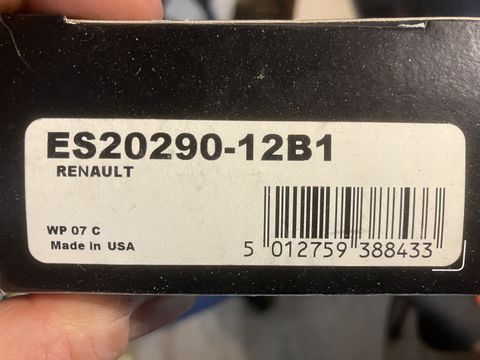 ES20290-12B1
RENAULT
WP 07 C
Made in USA
5 012759 388433